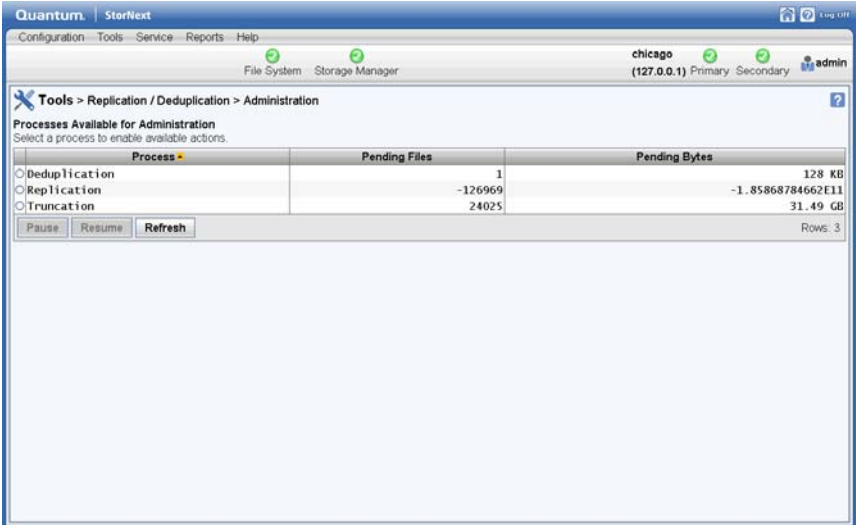 Quantum. StorNext Log Off
Configuration Tools Service Reports Help
chicago
File System Storage Manager (127.0.0.1) Primary Secondary admin
Tools > Replication / Deduplication > Administration ?
Processes Available for Administration
Select a process to enable available actions.
Process Pending Files Pending Bytes
Deduplication 1 128 KB
Replication -126969 -1.85868784662E11
Truncation 24025 31.49 GB
Pause Resume Refresh Rows: 3